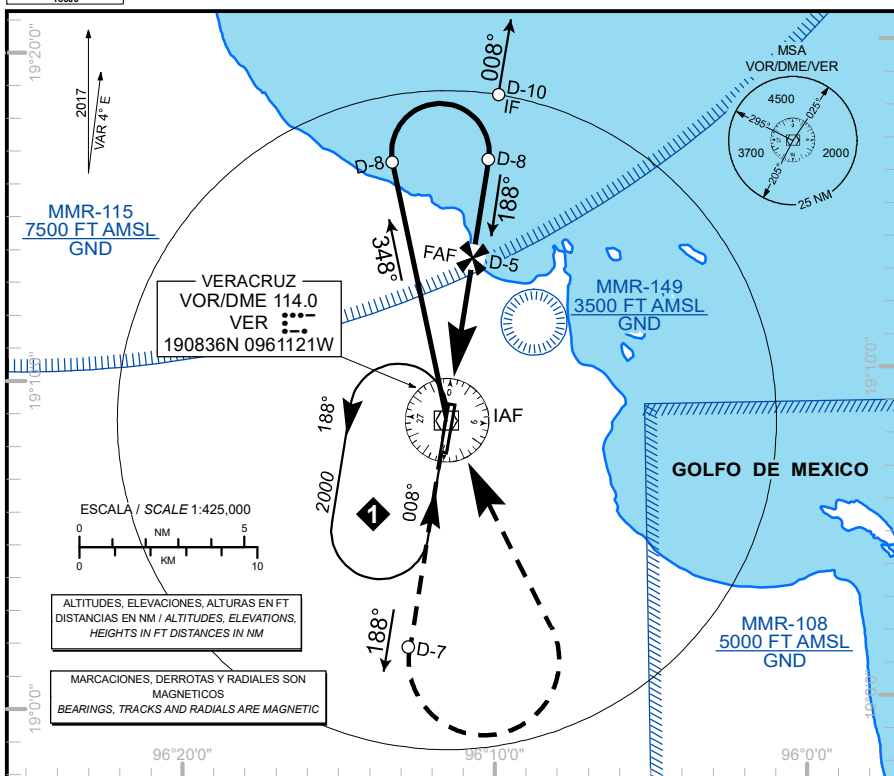 19°20'0"
2017
VAR 4° E
008°
D-10
IF
MSA
VOR/DME/VER
4500
025°
295°
3700
2000
205°
25 NM
D-8
D-8
188°
348°
MMR-115
7500 FT AMSL
GND
FAF
D-5
MMR-149
3500 FT AMSL
GND
VERACRUZ
VOR/DME 114.0
VER
190836N 0961121W
19°10'0"
19°10'0"
0
9
27
IAF
188°
2000
1
008°
GOLFO DE MEXICO
ESCALA / SCALE 1:425,000
0 NM 5
0 KM 10
ALTITUDES, ELEVACIONES, ALTURAS EN FT
DISTANCIAS EN NM / ALTITUDES, ELEVATIONS,
HEIGHTS IN FT DISTANCES IN NM
188°
D-7
MMR-108
5000 FT AMSL
GND
MARCACIONES, DERROTAS Y RADIALES SON
MAGNETICOS
BEARINGS, TRACKS AND RADIALS ARE MAGNETIC
19°0'0"
19°0'0"
96°20'0"
96°10'0"
96°0'0"